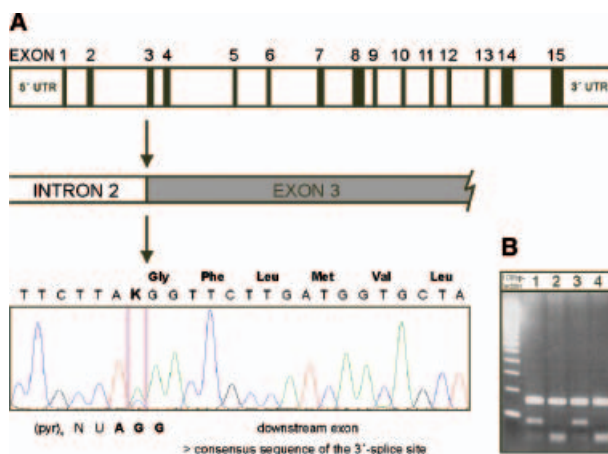 A
EXON 1 2 3 4 5 6 7 8 9 10 11 12 13 14 15
5´ UTR 3´ UTR
INTRON 2 EXON 3
Gly Phe Leu Met Val Leu
T T C T T A K G G T T C T T G A T G G T G C T A
(pyr)n N U A G G downstream exon
> consensus sequence of the 3´-splice site
B
1 2 3 4